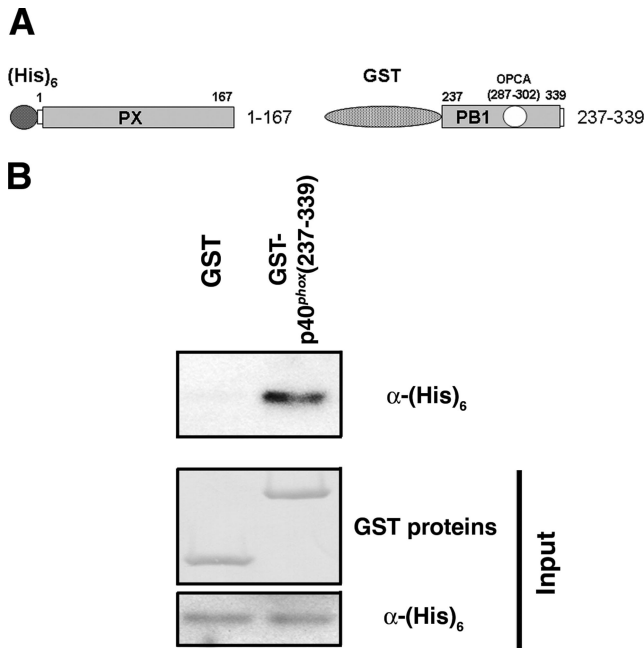 A
(His)6
1
167
PX
1-167
GST
OPCA
237
(287-302)
339
PB1
237-339
B
GST
GST-
p40phox(237-339)
α-(His)6
GST proteins
Input
α-(His)6